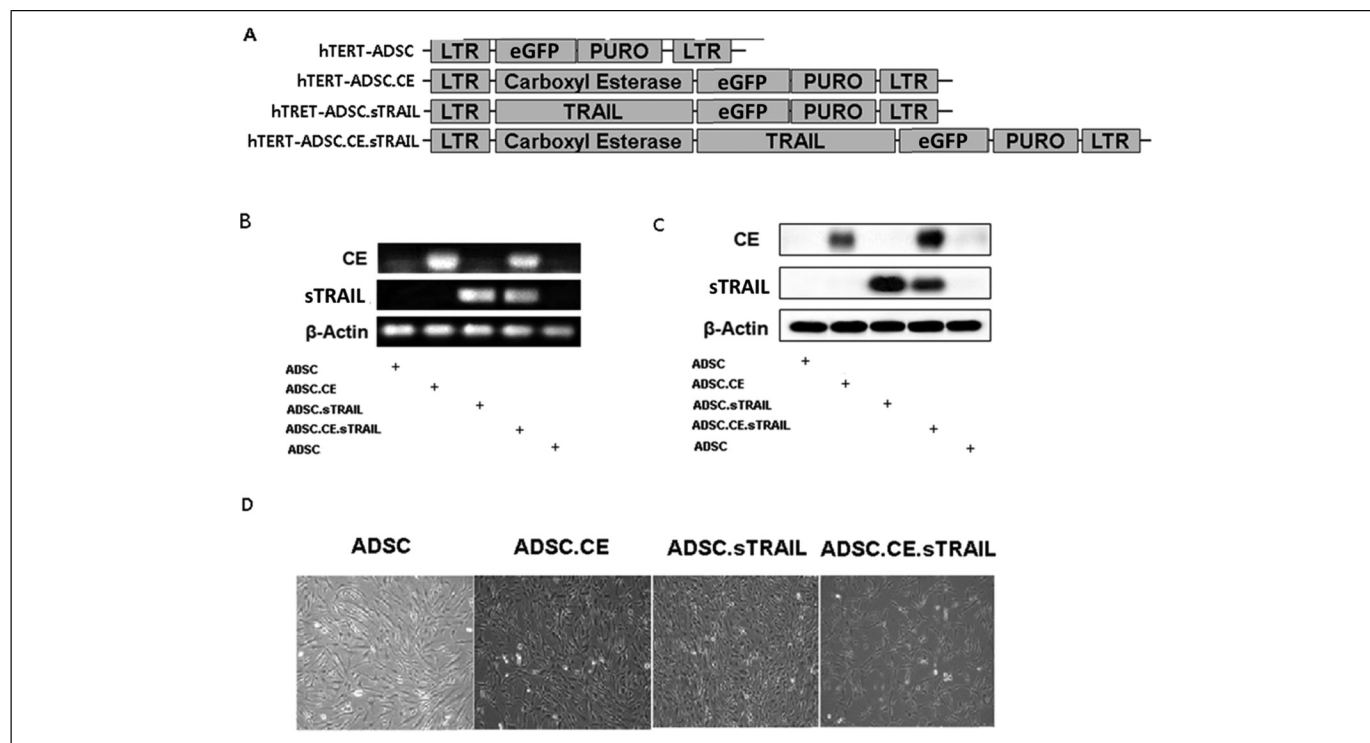 A
hTERT-ADSC LTR eGFP PURO LTR
hTERT-ADSC.CE LTR Carboxyl Esterase eGFP PURO LTR
hTRET-ADSC.sTRAIL LTR TRAIL eGFP PURO LTR
hTERT-ADSC.CE.sTRAIL LTR Carboxyl Esterase TRAIL eGFP PURO LTR
B
CE
sTRAIL
β-Actin
ADSC +
ADSC.CE +
ADSC.sTRAIL +
ADSC.CE.sTRAIL +
ADSC +
C
CE
sTRAIL
β-Actin
ADSC +
ADSC.CE +
ADSC.sTRAIL +
ADSC.CE.sTRAIL +
ADSC +
D
ADSC ADSC.CE ADSC.sTRAIL ADSC.CE.sTRAIL